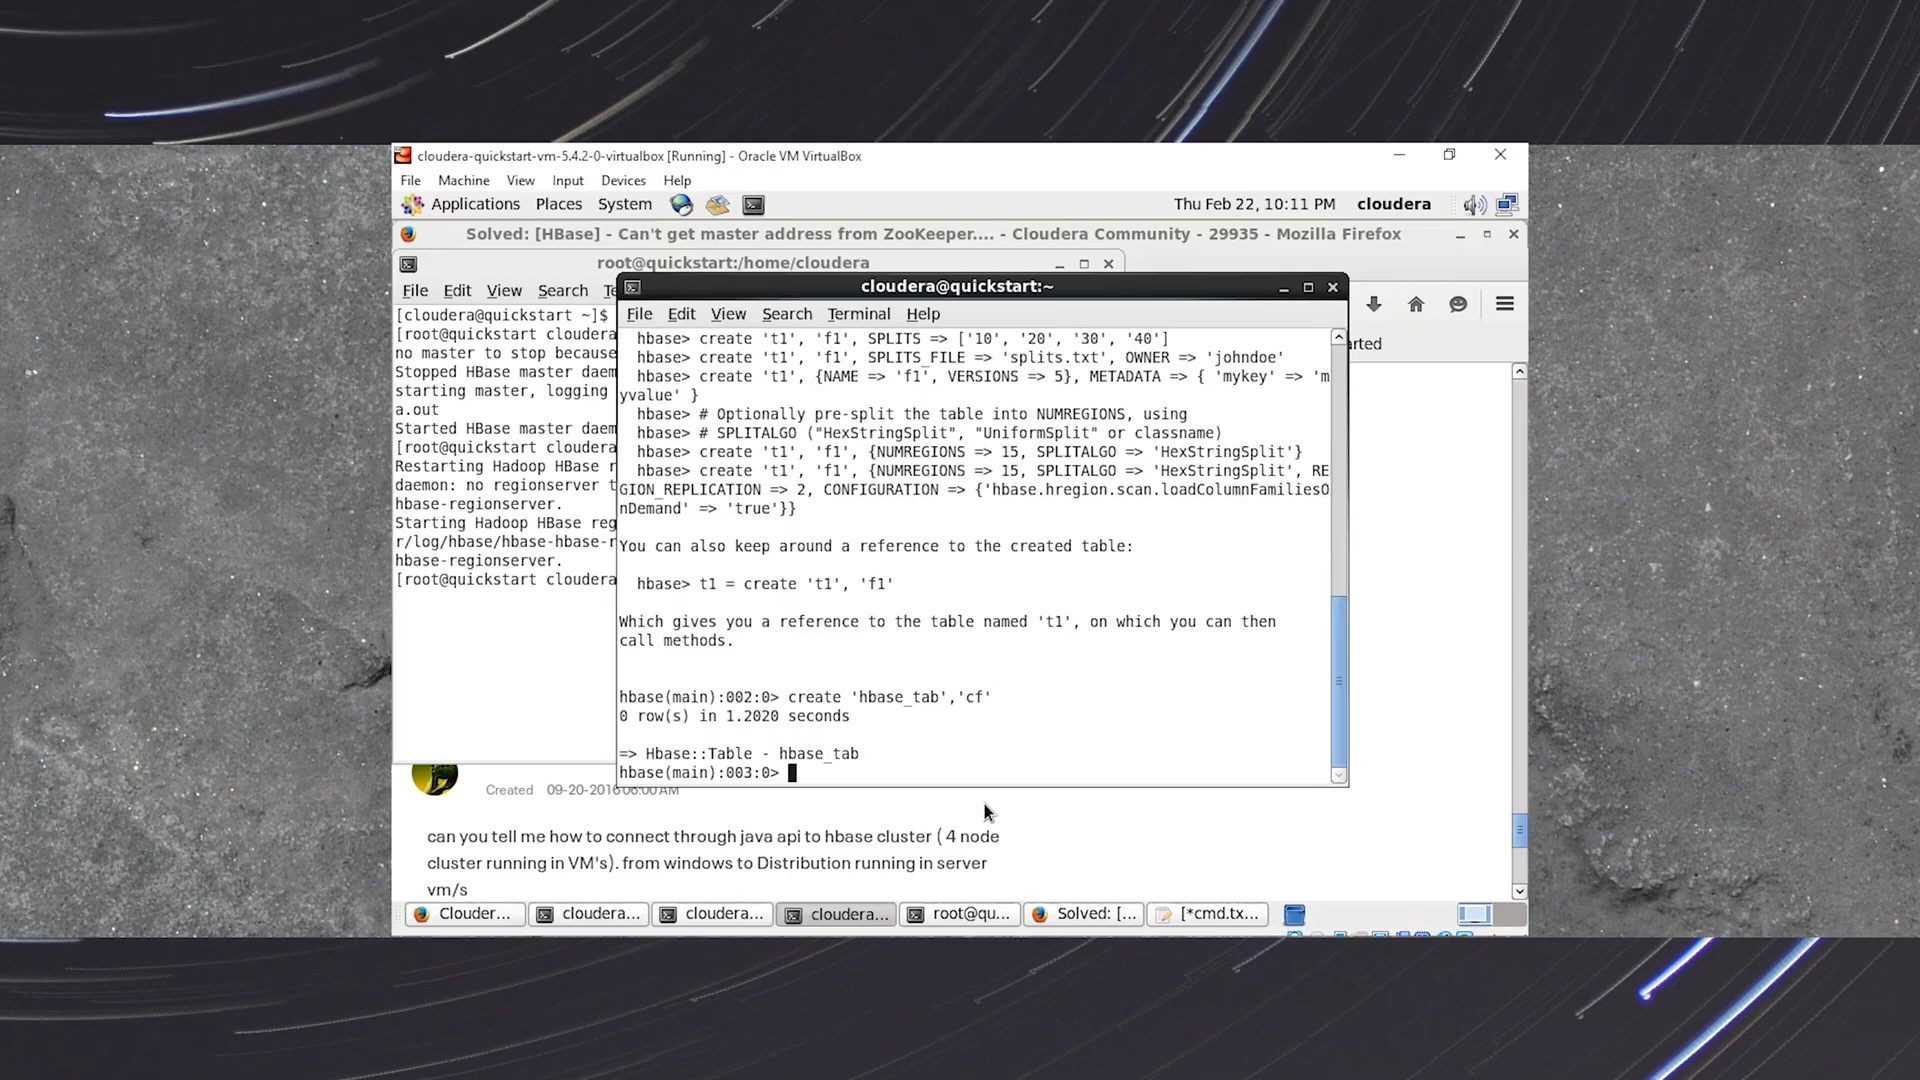 cloudera-quickstart-vm-5.4.2-0-virtualbox [Running] - Oracle VM VirtualBox
File Machine View Input Devices Help
Applications Places System Thu Feb 22, 10:11 PM cloudera
Solved: [HBase] - Can't get master address from ZooKeeper.... - Cloudera Community - 29935 - Mozilla Firefox
root@quickstart:/home/cloudera
File Edit View Search Te
[cloudera@quickstart ~]$
[root@quickstart cloudera
no master to stop because
Stopped HBase master daem
starting master, logging
a.out
Started HBase master daem
[root@quickstart cloudera
Restarting Hadoop HBase r
daemon: no regionserver t
hbase-regionserver.
Starting Hadoop HBase reg
r/log/hbase/hbase-hbase-r
hbase-regionserver.
[root@quickstart cloudera
cloudera@quickstart:~
File Edit View Search Terminal Help
hbase> create 't1', 'f1', SPLITS => ['10', '20', '30', '40']
hbase> create 't1', 'f1', SPLITS_FILE => 'splits.txt', OWNER => 'johndoe'
hbase> create 't1', {NAME => 'f1', VERSIONS => 5}, METADATA => { 'mykey' => 'm
yvalue' }
hbase> # Optionally pre-split the table into NUMREGIONS, using
hbase> # SPLITALGO ("HexStringSplit", "UniformSplit" or classname)
hbase> create 't1', 'f1', {NUMREGIONS => 15, SPLITALGO => 'HexStringSplit'}
hbase> create 't1', 'f1', {NUMREGIONS => 15, SPLITALGO => 'HexStringSplit', RE
GION_REPLICATION => 2, CONFIGURATION => {'hbase.hregion.scan.loadColumnFamiliesO
nDemand' => 'true'}}
You can also keep around a reference to the created table:
hbase> t1 = create 't1', 'f1'
Which gives you a reference to the table named 't1', on which you can then
call methods.
hbase(main):002:0> create 'hbase_tab','cf'
0 row(s) in 1.2020 seconds
=> Hbase::Table - hbase_tab
hbase(main):003:0>
arted
Created 09-20-2016 06:00 AM
can you tell me how to connect through java api to hbase cluster ( 4 node
cluster running in VM's). from windows to Distribution running in server
vm/s
Clouder... cloudera... cloudera... cloudera... root@qu... Solved: [... [*cmd.tx...